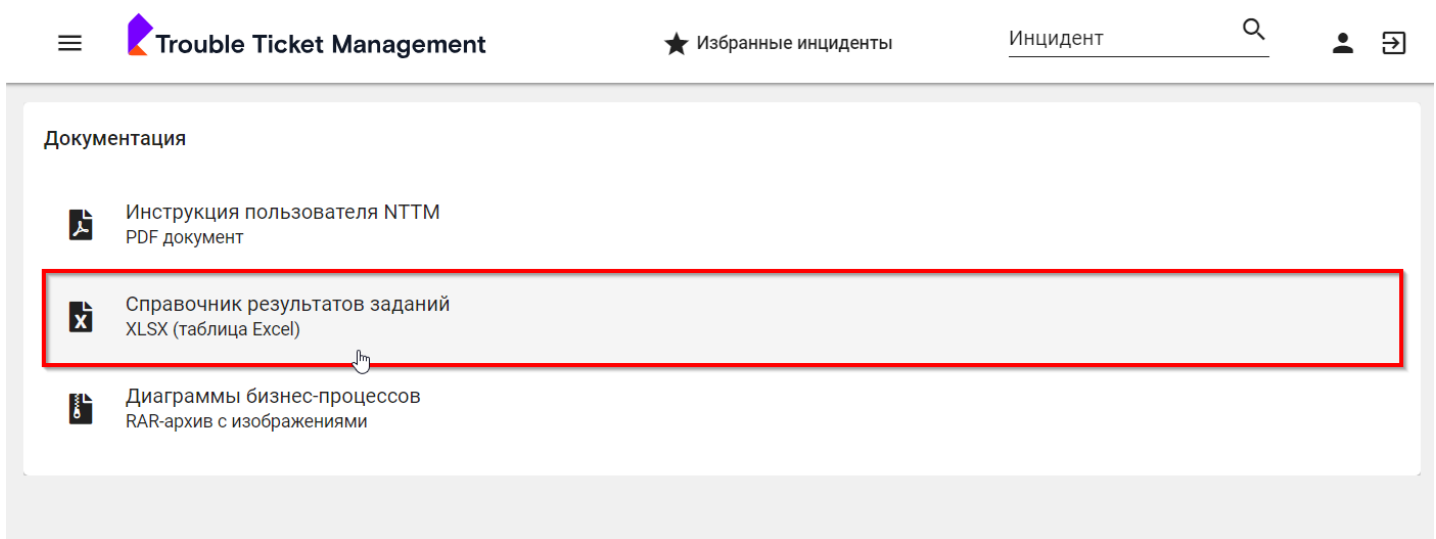 Trouble Ticket Management
Избранные инциденты
Инцидент
Документация
Инструкция пользователя NTTM
PDF документ
Справочник результатов заданий
XLSX (таблица Excel)
Диаграммы бизнес-процессов
RAR-архив с изображениями